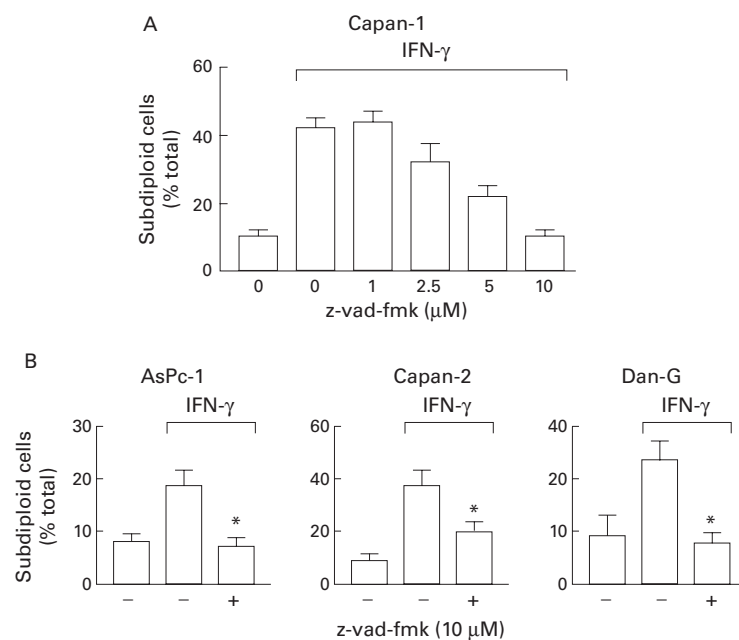 A
Capan-1
IFN-γ
Subdiploid cells
(% total)
60
40
20
0
0 0 1 2.5 5 10
z-vad-fmk (μM)
B
AsPc-1
IFN-γ
Subdiploid cells
(% total)
30
20
10
0
– – +
Capan-2
IFN-γ
60
40
20
0
*
– – +
Dan-G
IFN-γ
30
20
10
0
*
– – +
*
z-vad-fmk (10 μM)